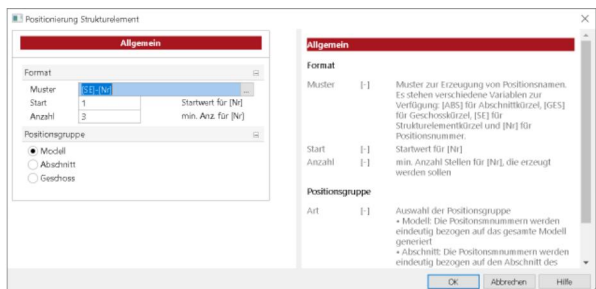 Positionierung Strukturelement
Allgemein
Format
Muster [SE]-[Nr] ...
Start 1 Startwert für [Nr]
Anzahl 3 min. Anz. für [Nr]
Positionsgruppe
Modell
Abschnitt
Geschoss
Allgemein
Format
Muster [-] Muster zur Erzeugung von Positionsnamen.
Es stehen verschiedene Variablen zur
Verfügung: [ABS] für Abschnittkürzel, [GES]
für Geschosskürzel, [SE] für
Strukturelementkürzel und [Nr] für
Positionsnummer.
Start [-] Startwert für [Nr]
Anzahl [-] min. Anzahl Stellen für [Nr], die erzeugt
werden sollen
Positionsgruppe
Art [-] Auswahl der Positionsgruppe
• Modell: Die Positonsmnummern werden
eindeutig bezogen auf das gesamte Modell
generiert
• Abschnitt: Die Positonsmnummern werden
eindeutig bezogen auf den Abschnitt des
OK Abbrechen Hilfe